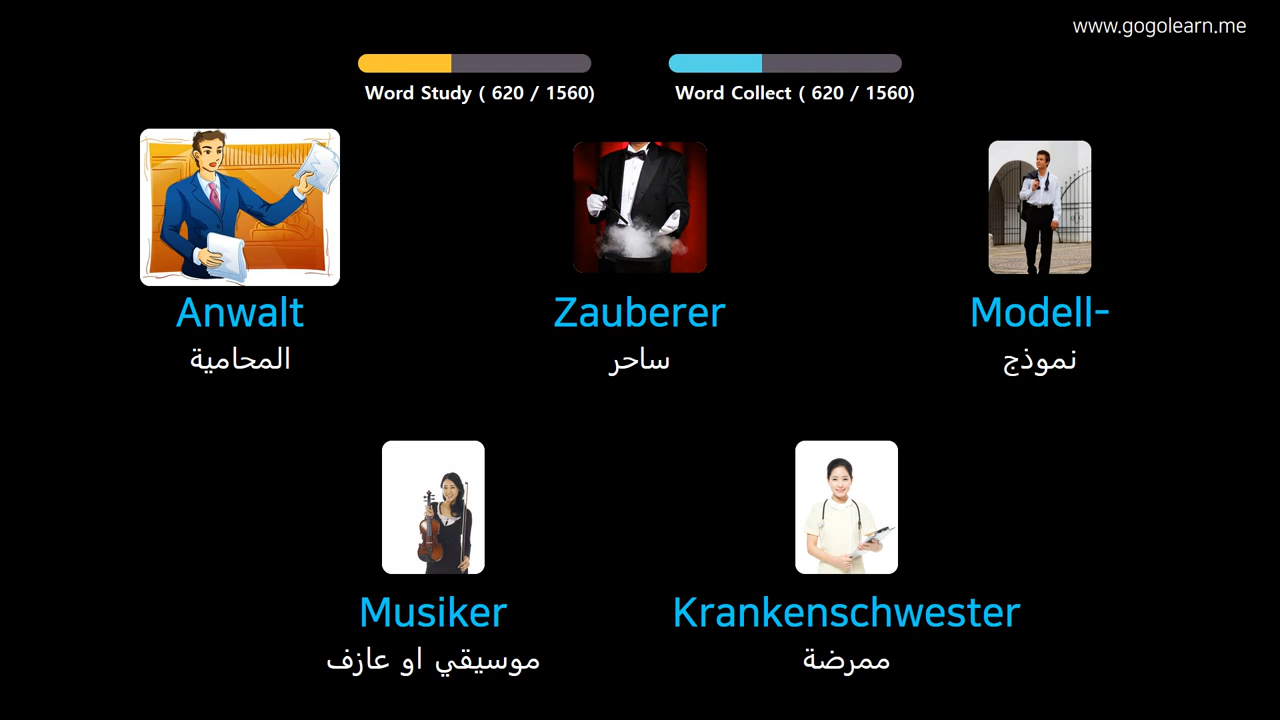 www.gogolearn.me
Word Study ( 620 / 1560)
Word Collect ( 620 / 1560)
Anwalt
المحامية
Zauberer
ساحر
Modell-
نموذج
Musiker
موسيقي او عازف
Krankenschwester
ممرضة